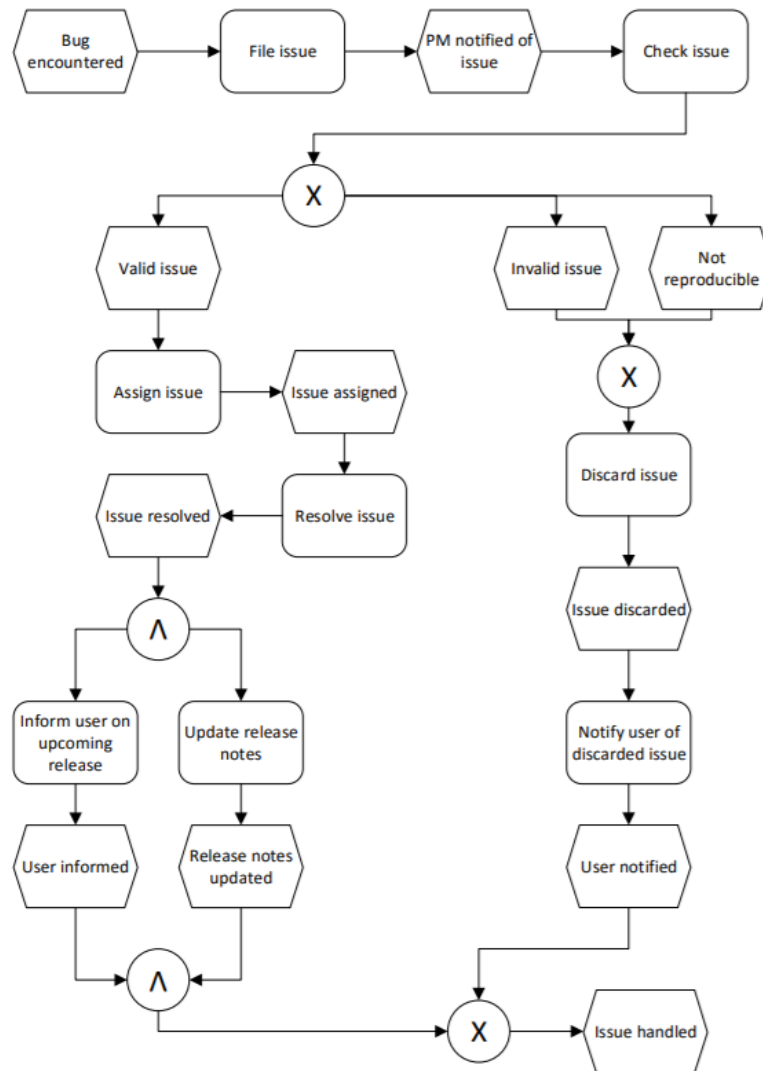 Bug
encountered
File issue
PM notified of
issue
Check issue
X
Valid issue
Invalid issue
Not
reproducible
X
Assign issue
Issue assigned
Discard issue
Issue resolved
Resolve issue
Issue discarded
Λ
Inform user on
upcoming
release
Update release
notes
Notify user of
discarded issue
User informed
Release notes
updated
User notified
Λ
X
Issue handled